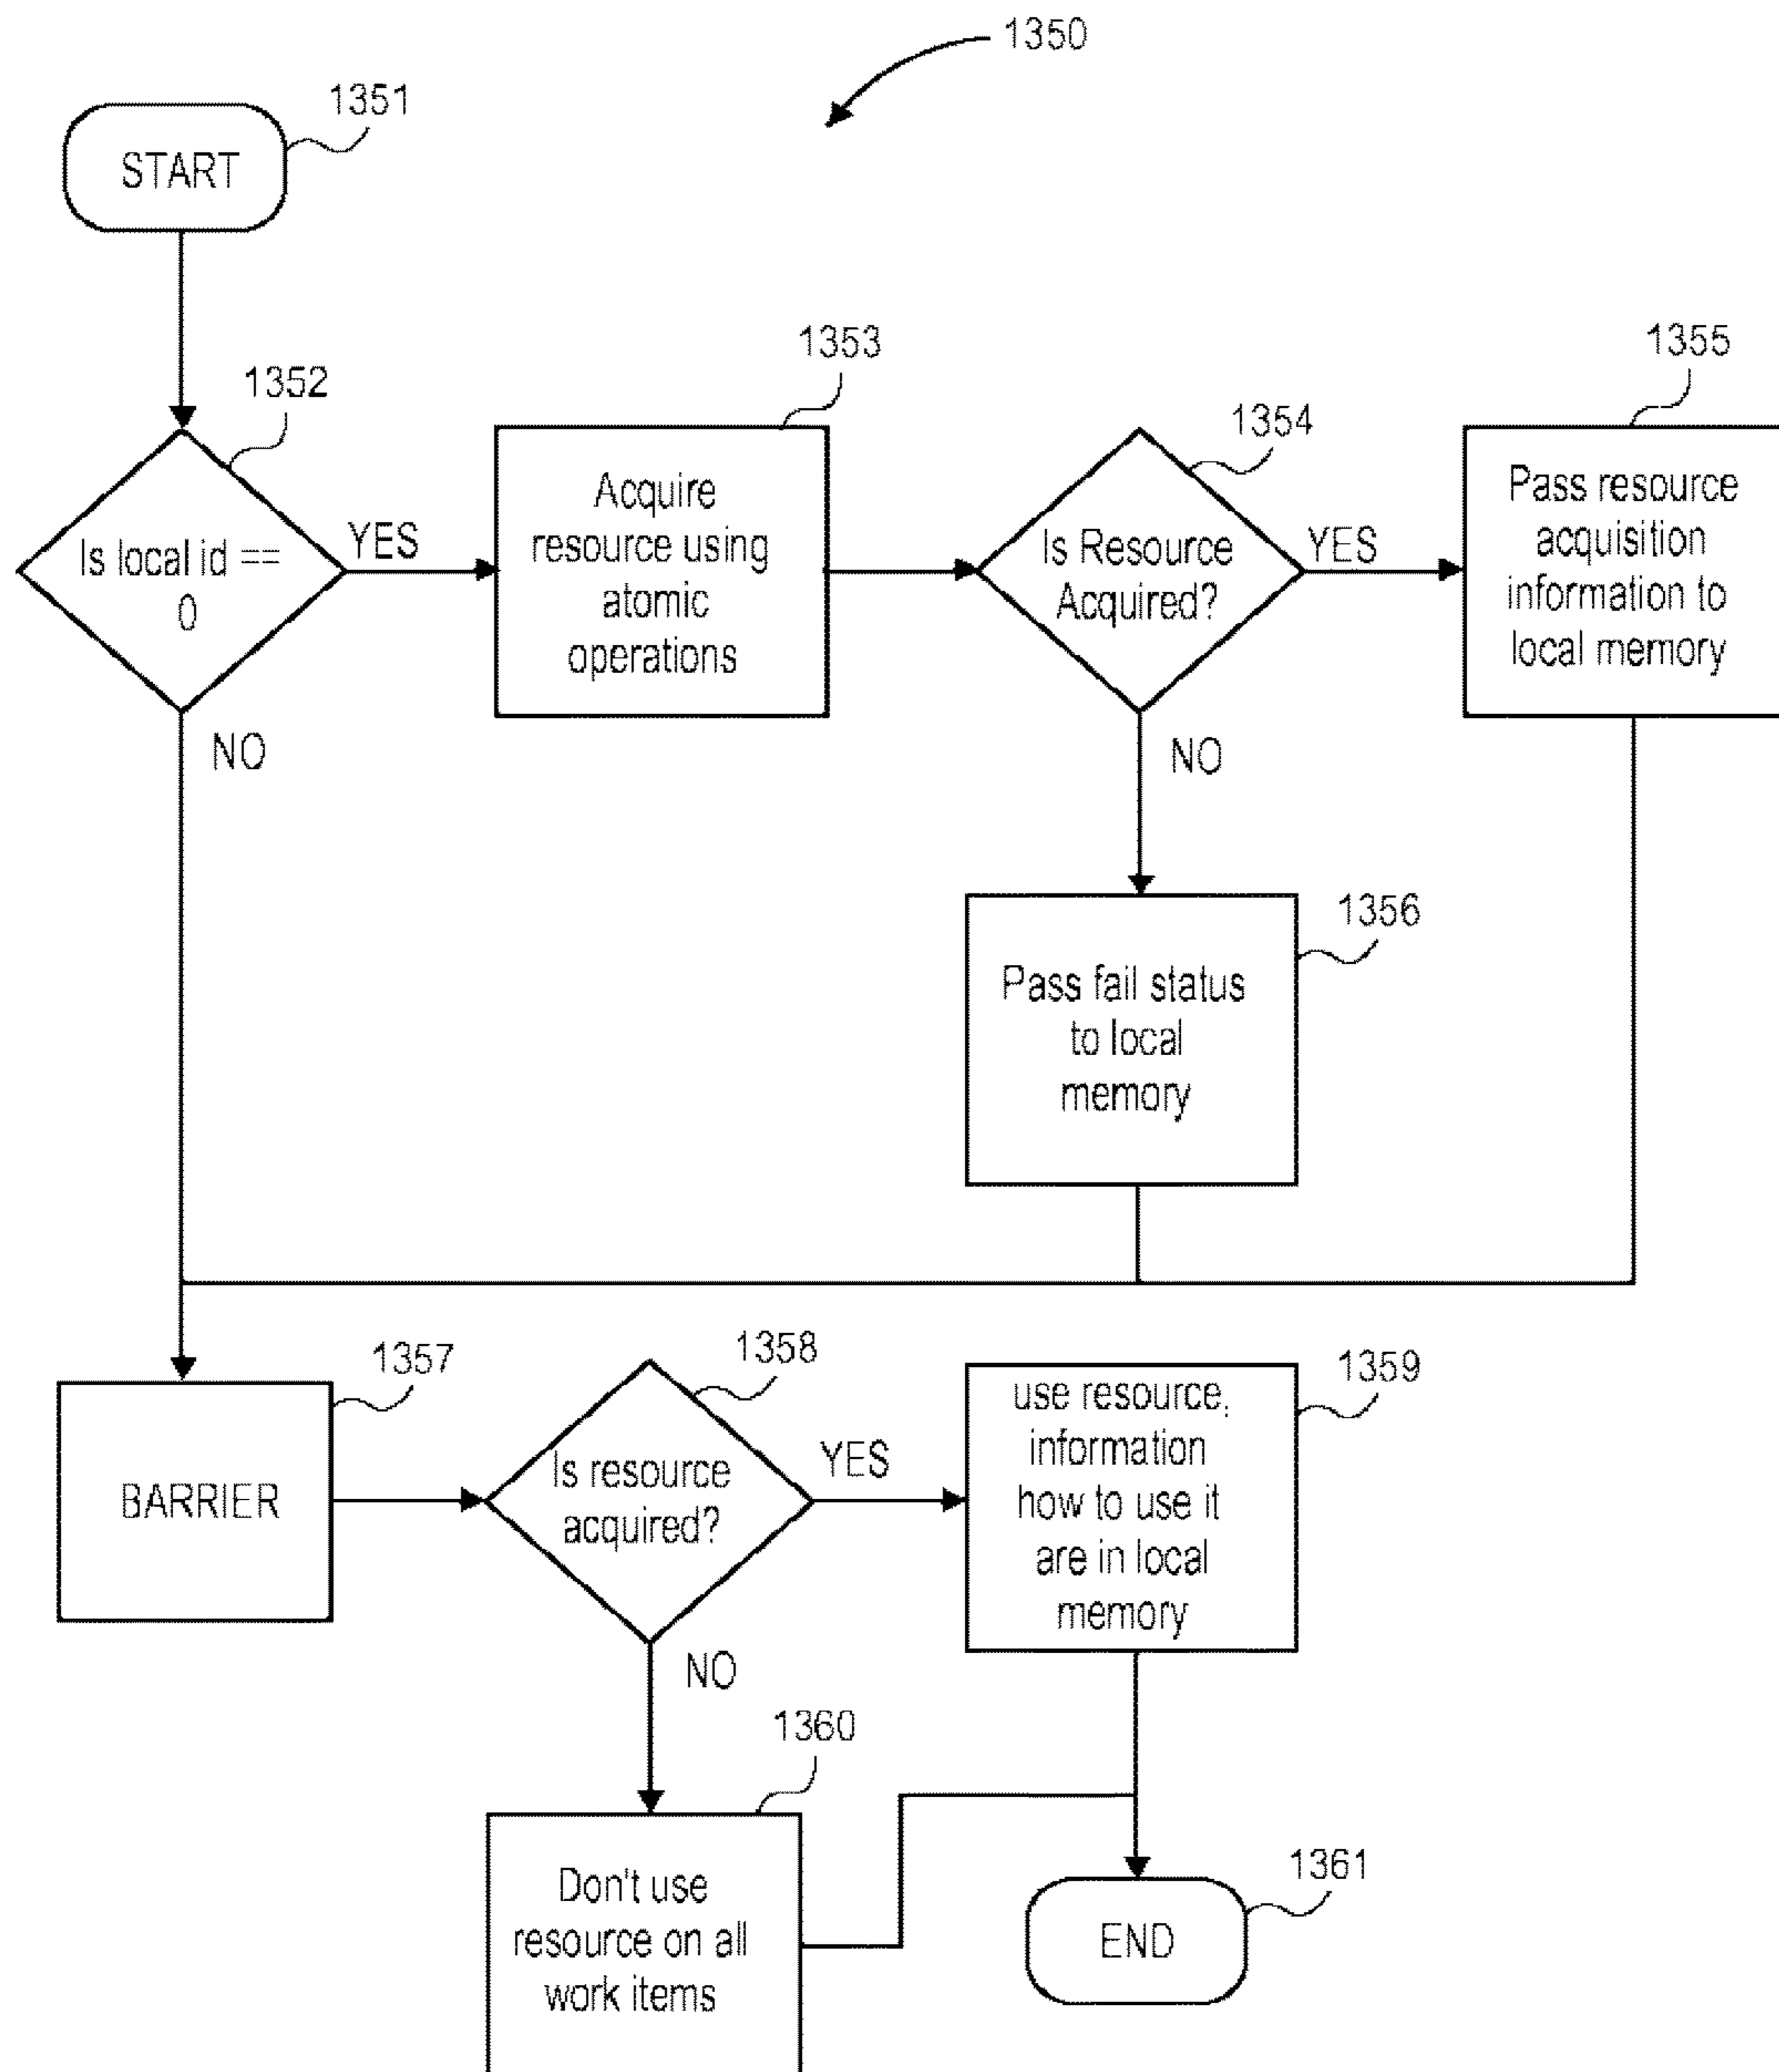 1350
1351
START
1352
Is local id ==
0
YES
NO
1353
Acquire
resource using
atomic
operations
1354
Is Resource
Acquired?
YES
NO
1355
Pass resource
acquisition
information to
local memory
1356
Pass fail status
to local
memory
1357
BARRIER
1358
Is resource
acquired?
YES
NO
1359
use resource,
information
how to use it
are in local
memory
1360
Don't use
resource on all
work items
1361
END